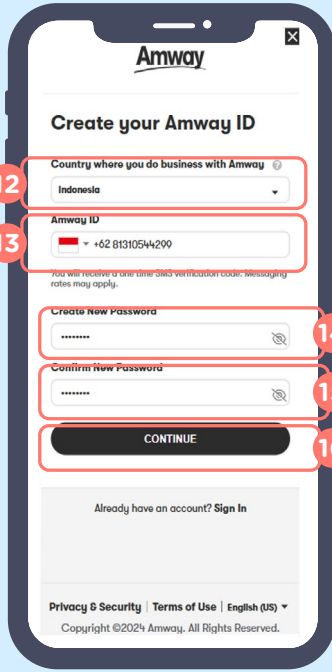 Amway
Create your Amway ID
Country where you do business with Amway ?
12
Indonesia
Amway ID
13
+62 81310544299
You will receive a one time SMS verification code. Messaging
rates may apply.
Create New Password
••••••••
Confirm New Password
••••••••
CONTINUE
Already have an account? Sign In
Privacy & Security | Terms of Use | English (US)
Copyright ©2024 Amway. All Rights Reserved.